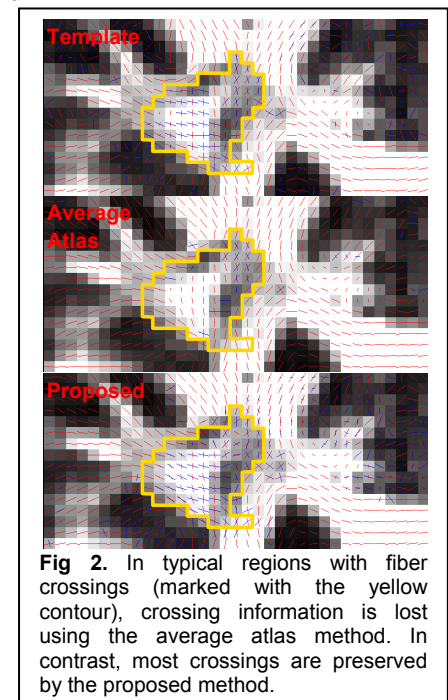 Template
Average
Atlas
Proposed
Fig 2. In typical regions with fiber
crossings (marked with the yellow
contour), crossing information is lost
using the average atlas method. In
contrast, most crossings are preserved
by the proposed method.